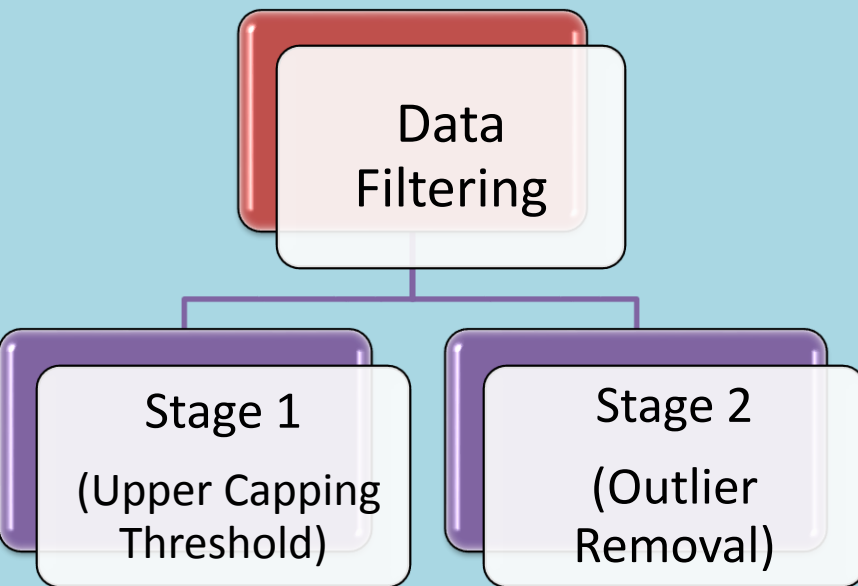 Data
Filtering
Stage 1
(Upper Capping
Threshold)
Stage 2
(Outlier
Removal)